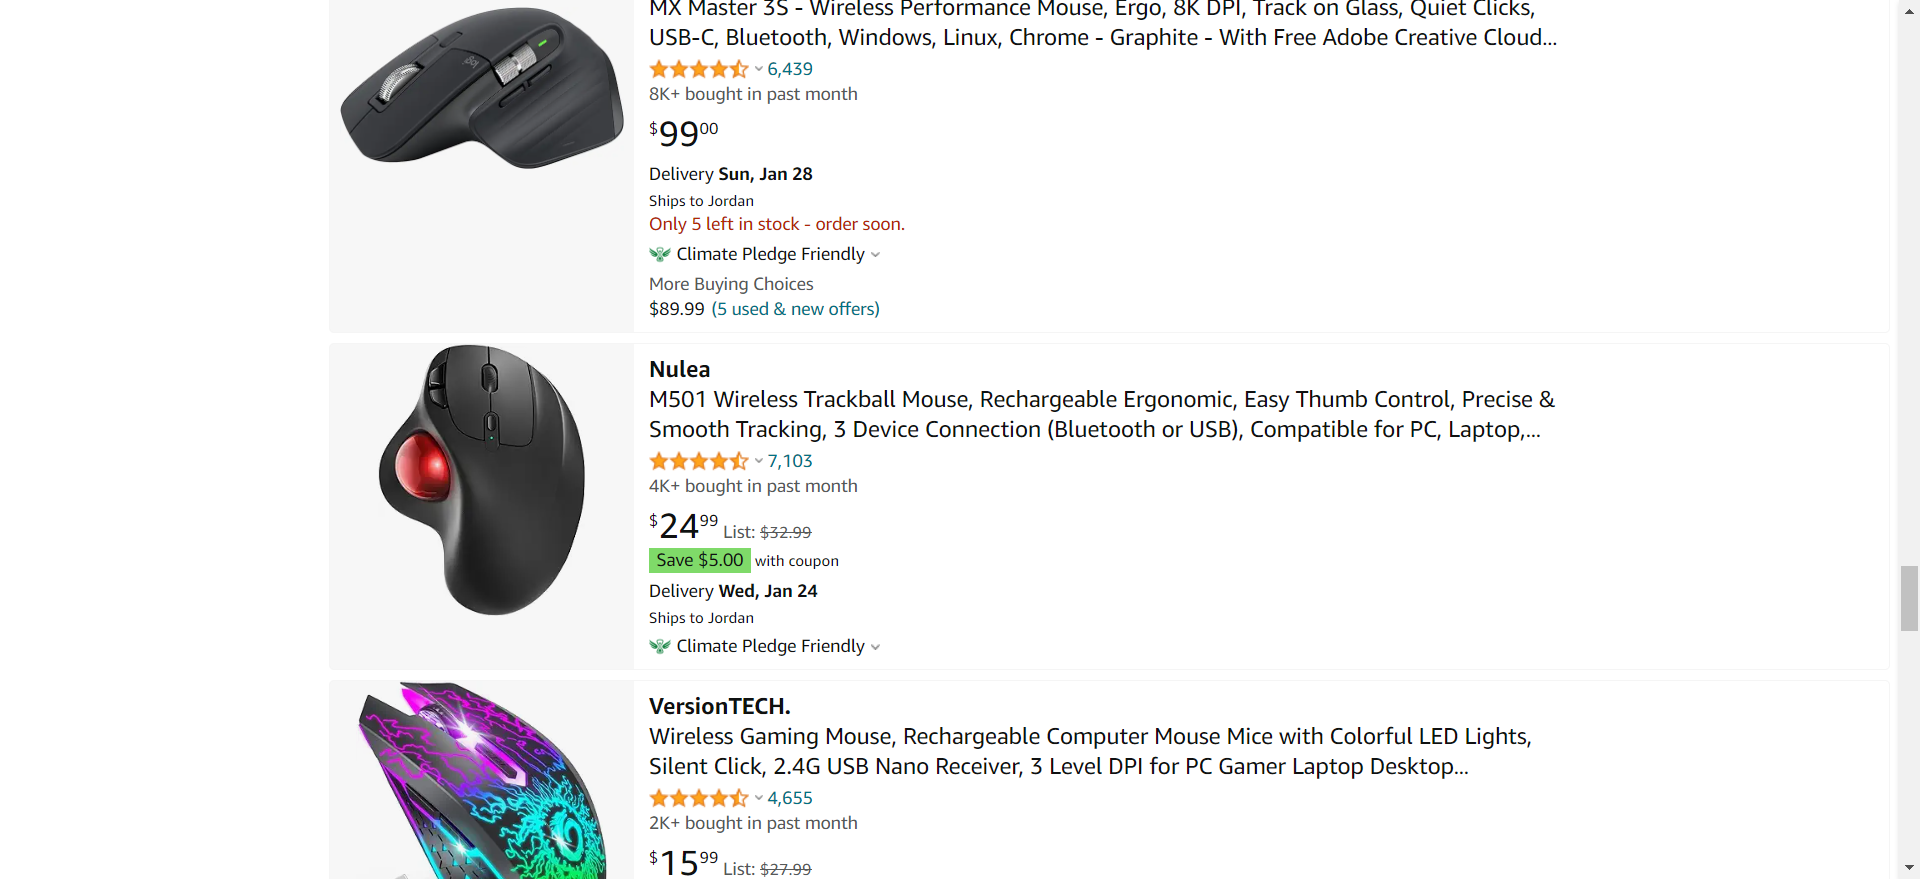 MX Master 3S - Wireless Performance Mouse, Ergo, 8K DPI, Track on Glass, Quiet Clicks,
USB-C, Bluetooth, Windows, Linux, Chrome - Graphite - With Free Adobe Creative Cloud...
6,439
8K+ bought in past month
$99.00
Delivery Sun, Jan 28
Ships to Jordan
Only 5 left in stock - order soon.
Climate Pledge Friendly
More Buying Choices
$89.99 (5 used & new offers)
Nulea
M501 Wireless Trackball Mouse, Rechargeable Ergonomic, Easy Thumb Control, Precise &
Smooth Tracking, 3 Device Connection (Bluetooth or USB), Compatible for PC, Laptop,...
7,103
4K+ bought in past month
$24.99 List: $32.99
Save $5.00 with coupon
Delivery Wed, Jan 24
Ships to Jordan
Climate Pledge Friendly
VersionTECH.
Wireless Gaming Mouse, Rechargeable Computer Mouse Mice with Colorful LED Lights,
Silent Click, 2.4G USB Nano Receiver, 3 Level DPI for PC Gamer Laptop Desktop...
4,655
2K+ bought in past month
$15.99 List: $27.99